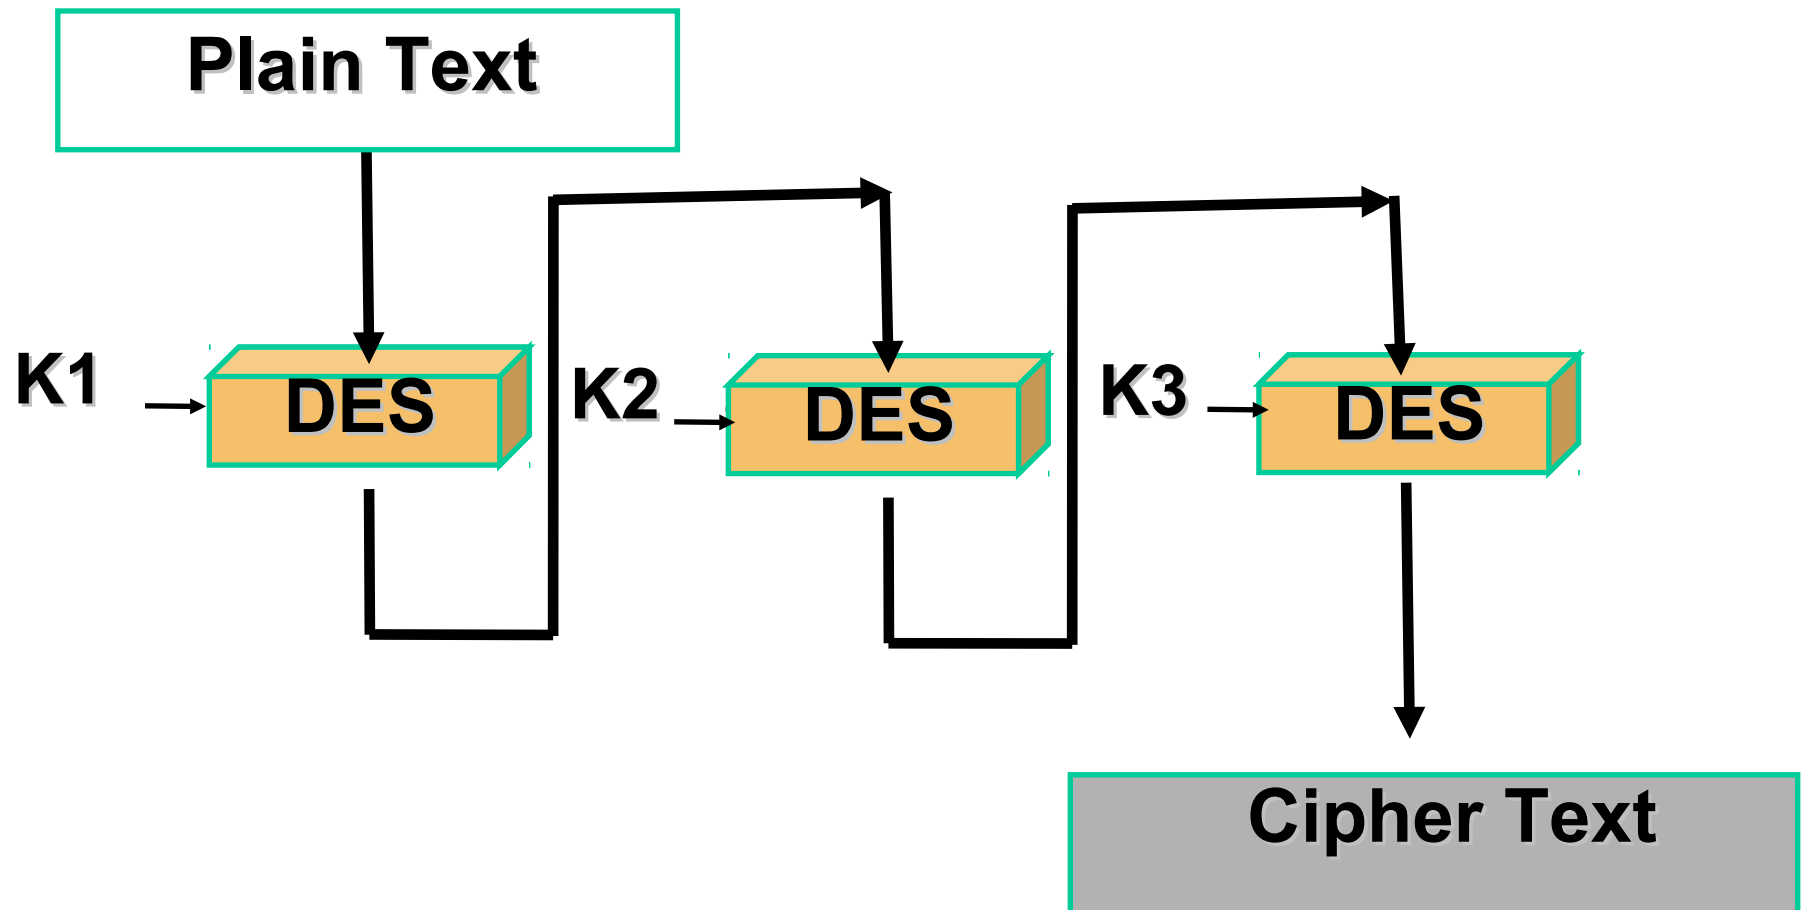 Plain Text
K1
DES
K2
DES
K3
DES
Cipher Text